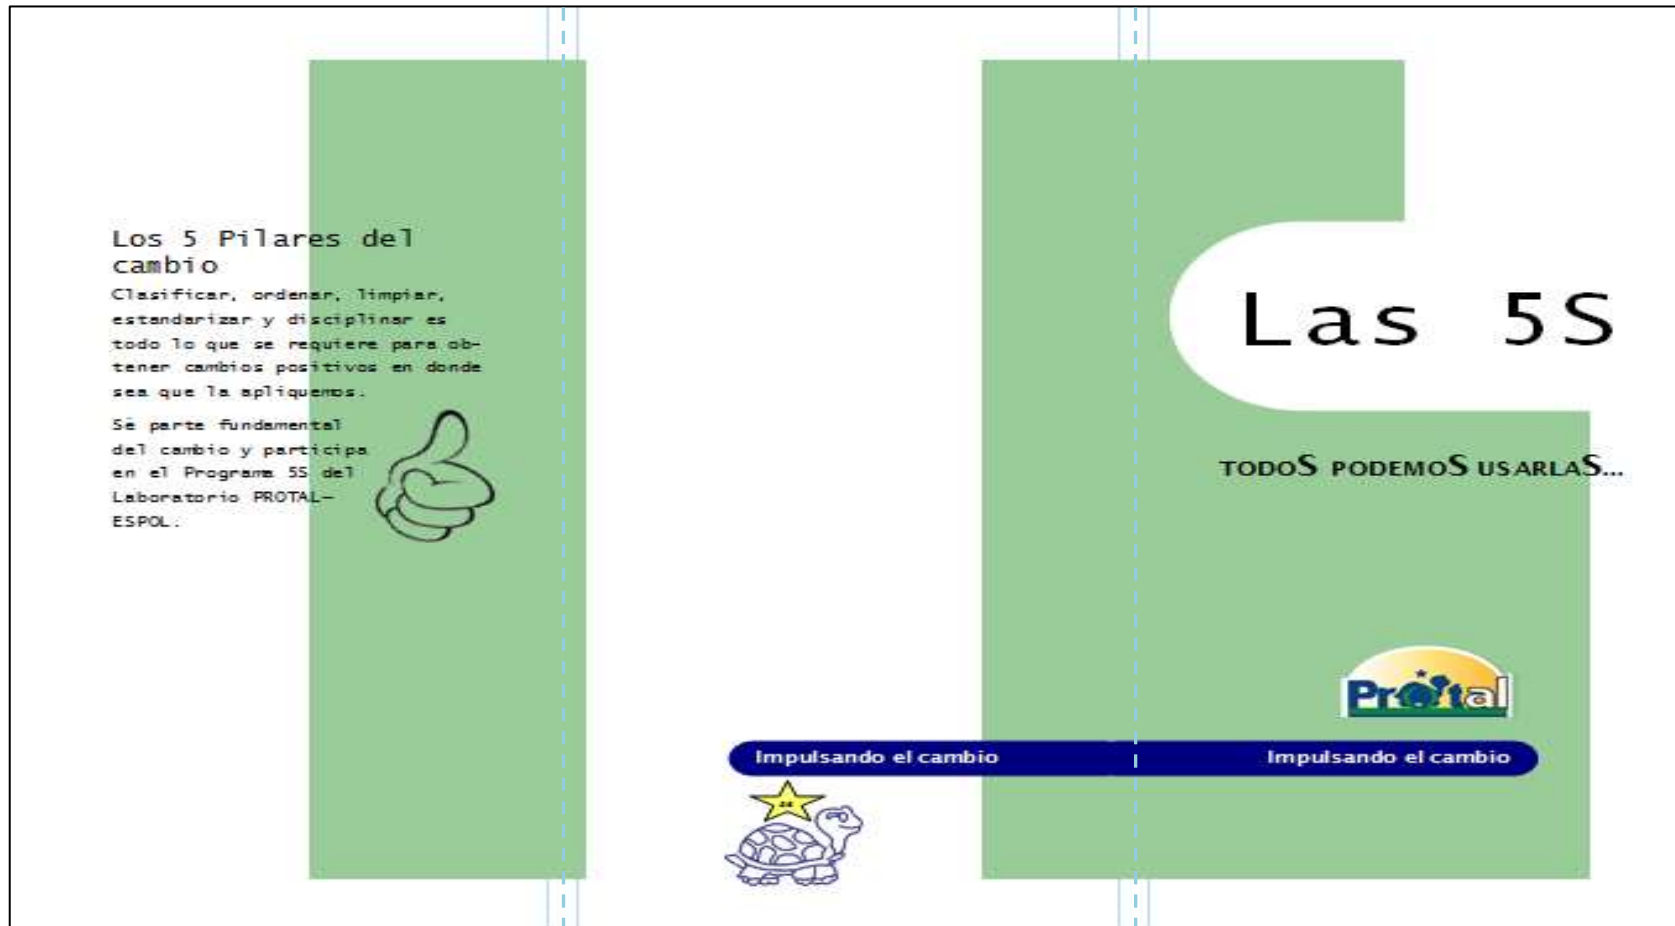 Los 5 Pilares del
cambio
Clasificar, ordenar, limpiar,
estandarizar y disciplinar es
todo lo que se requiere para ob-
tener cambios positivos en donde
sea que la apliquemos.
Sé parte fundamental
del cambio y participa
en el Programa 5S del
Laboratorio PROTAL-
ESPOL.
Impulsando el cambio
Las 5S
TODOS PODEMOS USARLAS...
Protal
Impulsando el cambio